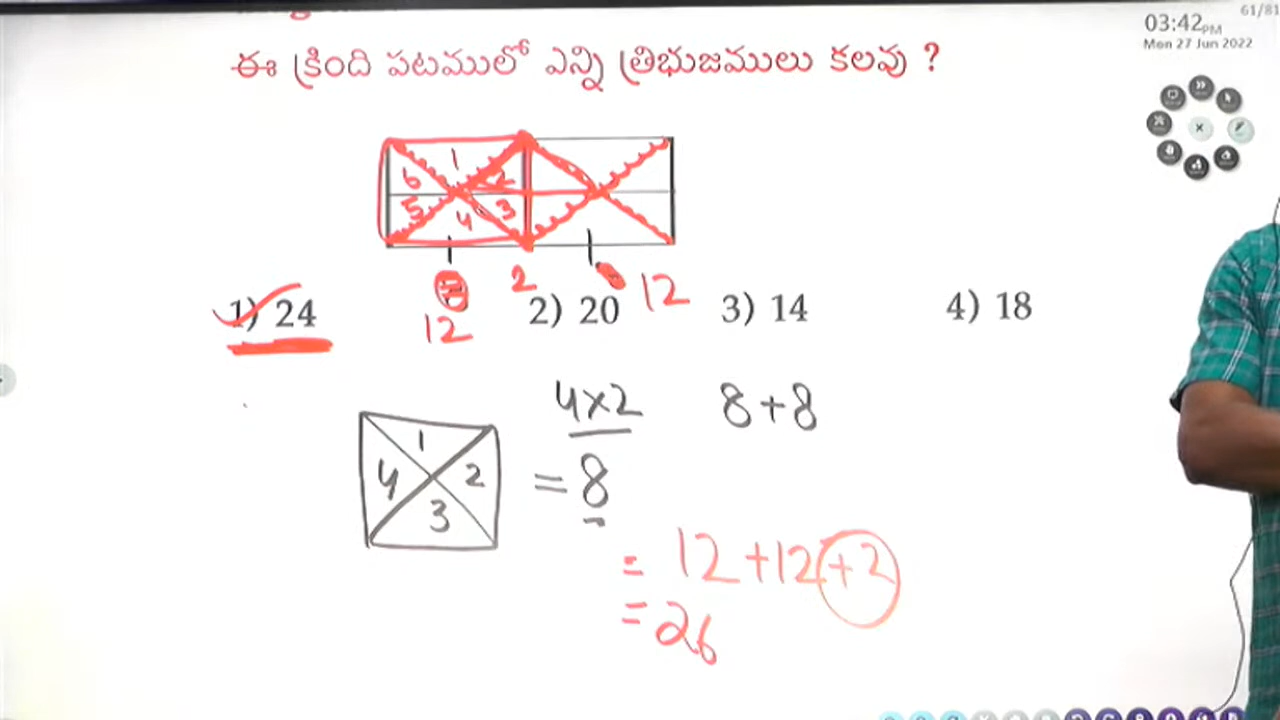 61/81
03:42PM
Mon 27 Jun 2022
ఈ క్రింది పటములో ఎన్ని త్రిభుజములు కలవు ?
1
6 2
5 4 3
2 12
1) 24 2) 20 3) 14 4) 18
12
4×2 8+8
1
4 2 = 8
3
= 12+12+2
= 26